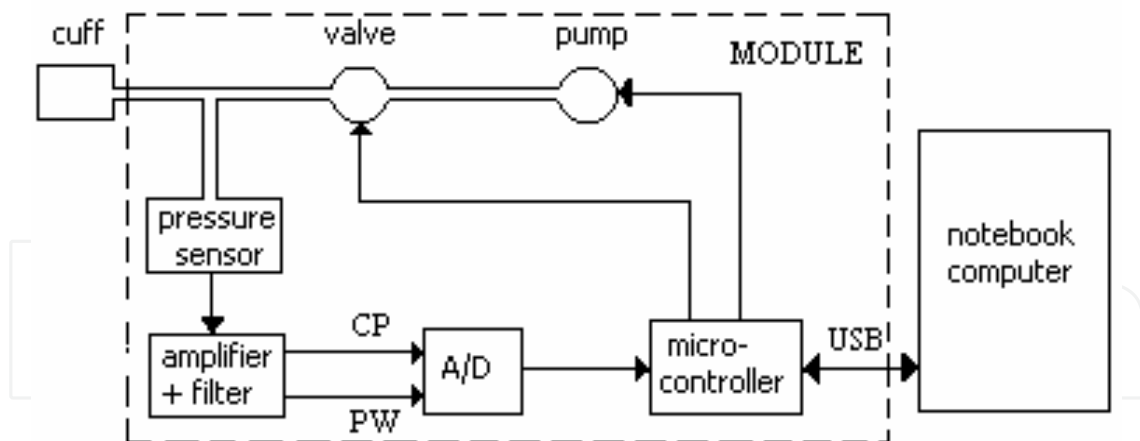 cuff
valve
pump
MODULE
pressure
sensor
notebook
computer
amplifier
+ filter
CP
PW
A/D
micro-
controller
USB